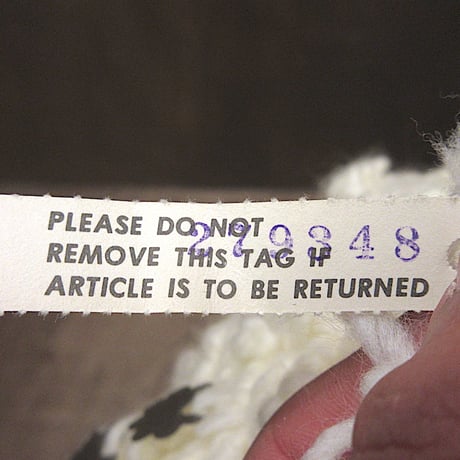 PLEASE DO NOT
279848
REMOVE THIS TAG IF
ARTICLE IS TO BE RETURNED